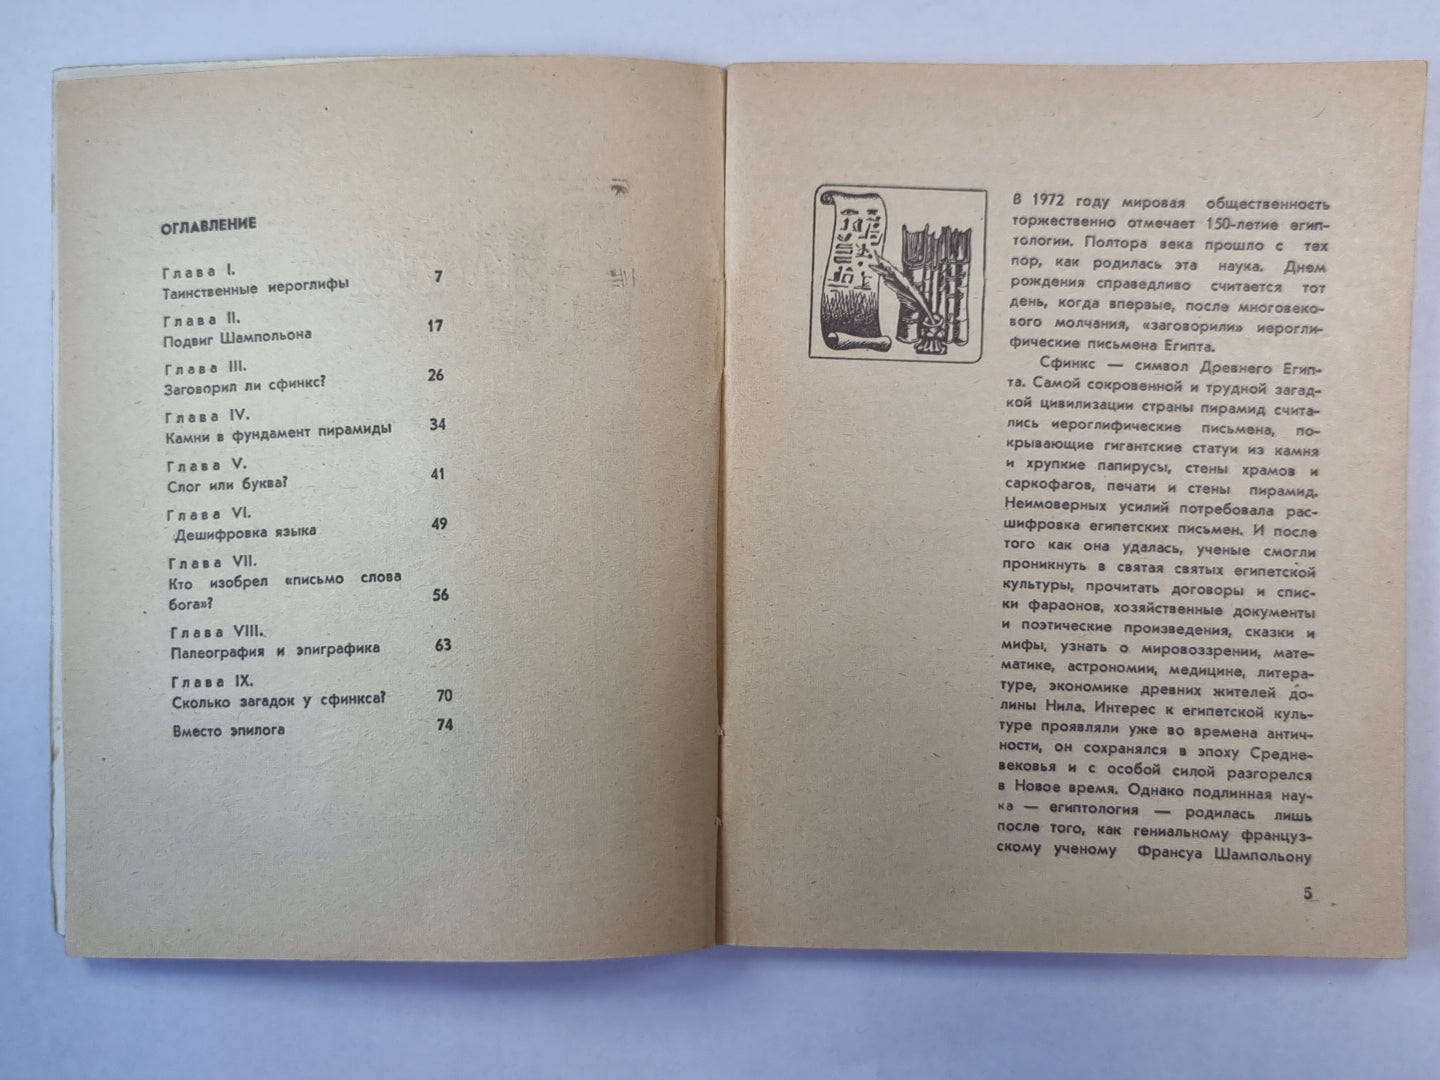 ОГЛАВЛЕНИЕ
Глава I.
Таинственные иероглифы 7
Глава II.
Подвиг Шампольона 17
Глава III.
Заговорил ли сфинкс? 26
Глава IV.
Камни в фундамент пирамиды 34
Глава V.
Слог или буква? 41
Глава VI.
Дешифровка языка 49
Глава VII.
Кто изобрел «письмо слова
бога»? 56
Глава VIII.
Палеография и эпиграфика 63
Глава IX.
Сколько загадок у сфинкса? 70
Вместо эпилога 74
В 1972 году мировая общественность
торжественно отмечает 150-летие егип-
тологии. Полтора века прошло с тех
пор, как родилась эта наука. Днем
рождения справедливо считается тот
день, когда впервые, после многовеко-
вого молчания, «заговорили» иерогли-
фические письмена Египта.
Сфинкс — символ Древнего Егип-
та. Самой сокровенной и трудной загад-
кой цивилизации страны пирамид счита-
лись иероглифические письмена, по-
крывающие гигантские статуи из камня
и хрупкие папирусы, стены храмов и
саркофагов, печати и стены пирамид.
Неимоверных усилий потребовала рас-
шифровка египетских письмен. И после
того как она удалась, ученые смогли
проникнуть в святая святых египетской
культуры, прочитать договоры и спис-
ки фараонов, хозяйственные документы
и поэтические произведения, сказки и
мифы, узнать о мировоззрении, мате-
матике, астрономии, медицине, литера-
туре, экономике древних жителей до-
лины Нила. Интерес к египетской куль-
туре проявляли уже во времена антич-
ности, он сохранялся в эпоху Средне-
вековья и с особой силой разгорелся
в Новое время. Однако подлинная нау-
ка — египтология — родилась лишь
после того, как гениальному француз-
скому ученому Франсуа Шампольону
5